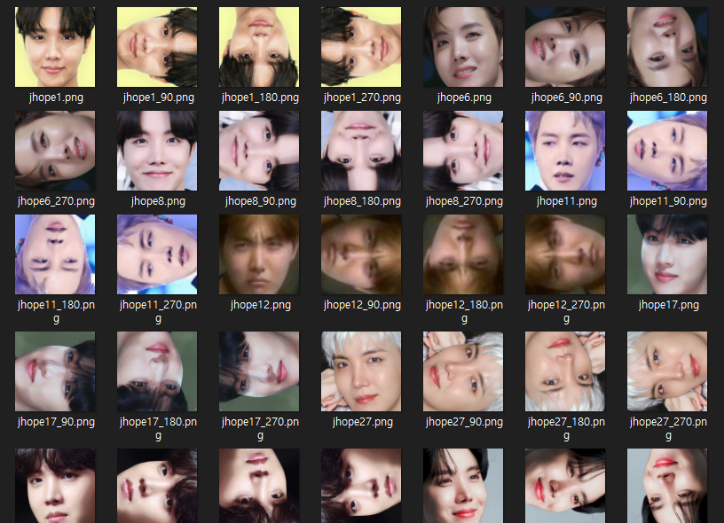 jhope1.png
jhope1_90.png
jhope1_180.png
jhope1_270.png
jhope6.png
jhope6_90.png
jhope6_180.png
jhope6_270.png
jhope8.png
jhope8_90.png
jhope8_180.png
jhope8_270.png
jhope11.png
jhope11_90.png
jhope11_180.pn
g
jhope11_270.pn
g
jhope12.png
jhope12_90.png
jhope12_180.pn
g
jhope12_270.pn
g
jhope17.png
jhope17_90.png
jhope17_180.pn
g
jhope17_270.pn
g
jhope27.png
jhope27_90.png
jhope27_180.pn
g
jhope27_270.pn
g